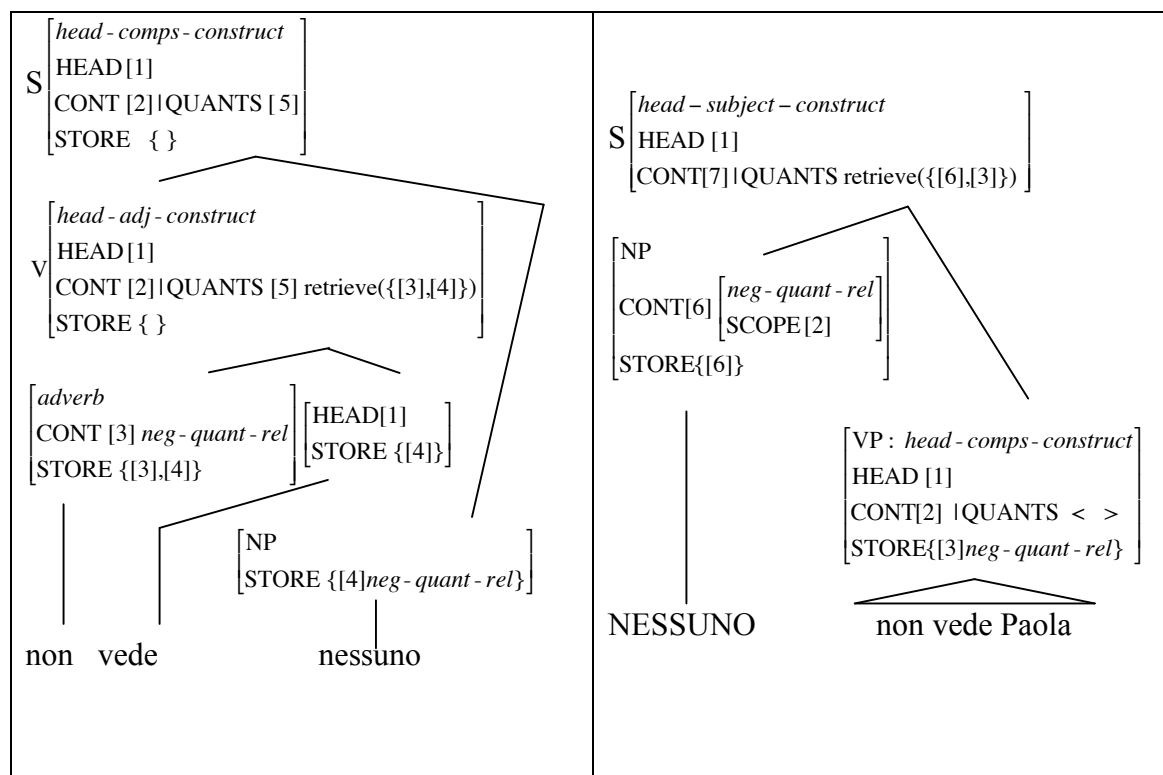 head - comps - construct
S HEAD [1]
CONT [2] | QUANTS [5]
STORE { }
head - adj - construct
HEAD [1]
V
CONT [2] | QUANTS [5] retrieve({[3],[4]})
STORE { }
adverb
CONT [3] neg - quant - rel
STORE {[3],[4]}
HEAD[1]
STORE {[4]}
NP
STORE {[4]neg - quant - rel}
non vede nessuno
head – subject – construct
S HEAD [1]
CONT[7] | QUANTS retrieve({[6],[3]})
NP
CONT[6] neg - quant - rel
SCOPE [2]
STORE{[6]}
VP : head - comps - construct
HEAD [1]
CONT[2] | QUANTS < >
STORE{[3]neg - quant - rel}
NESSUNO non vede Paola